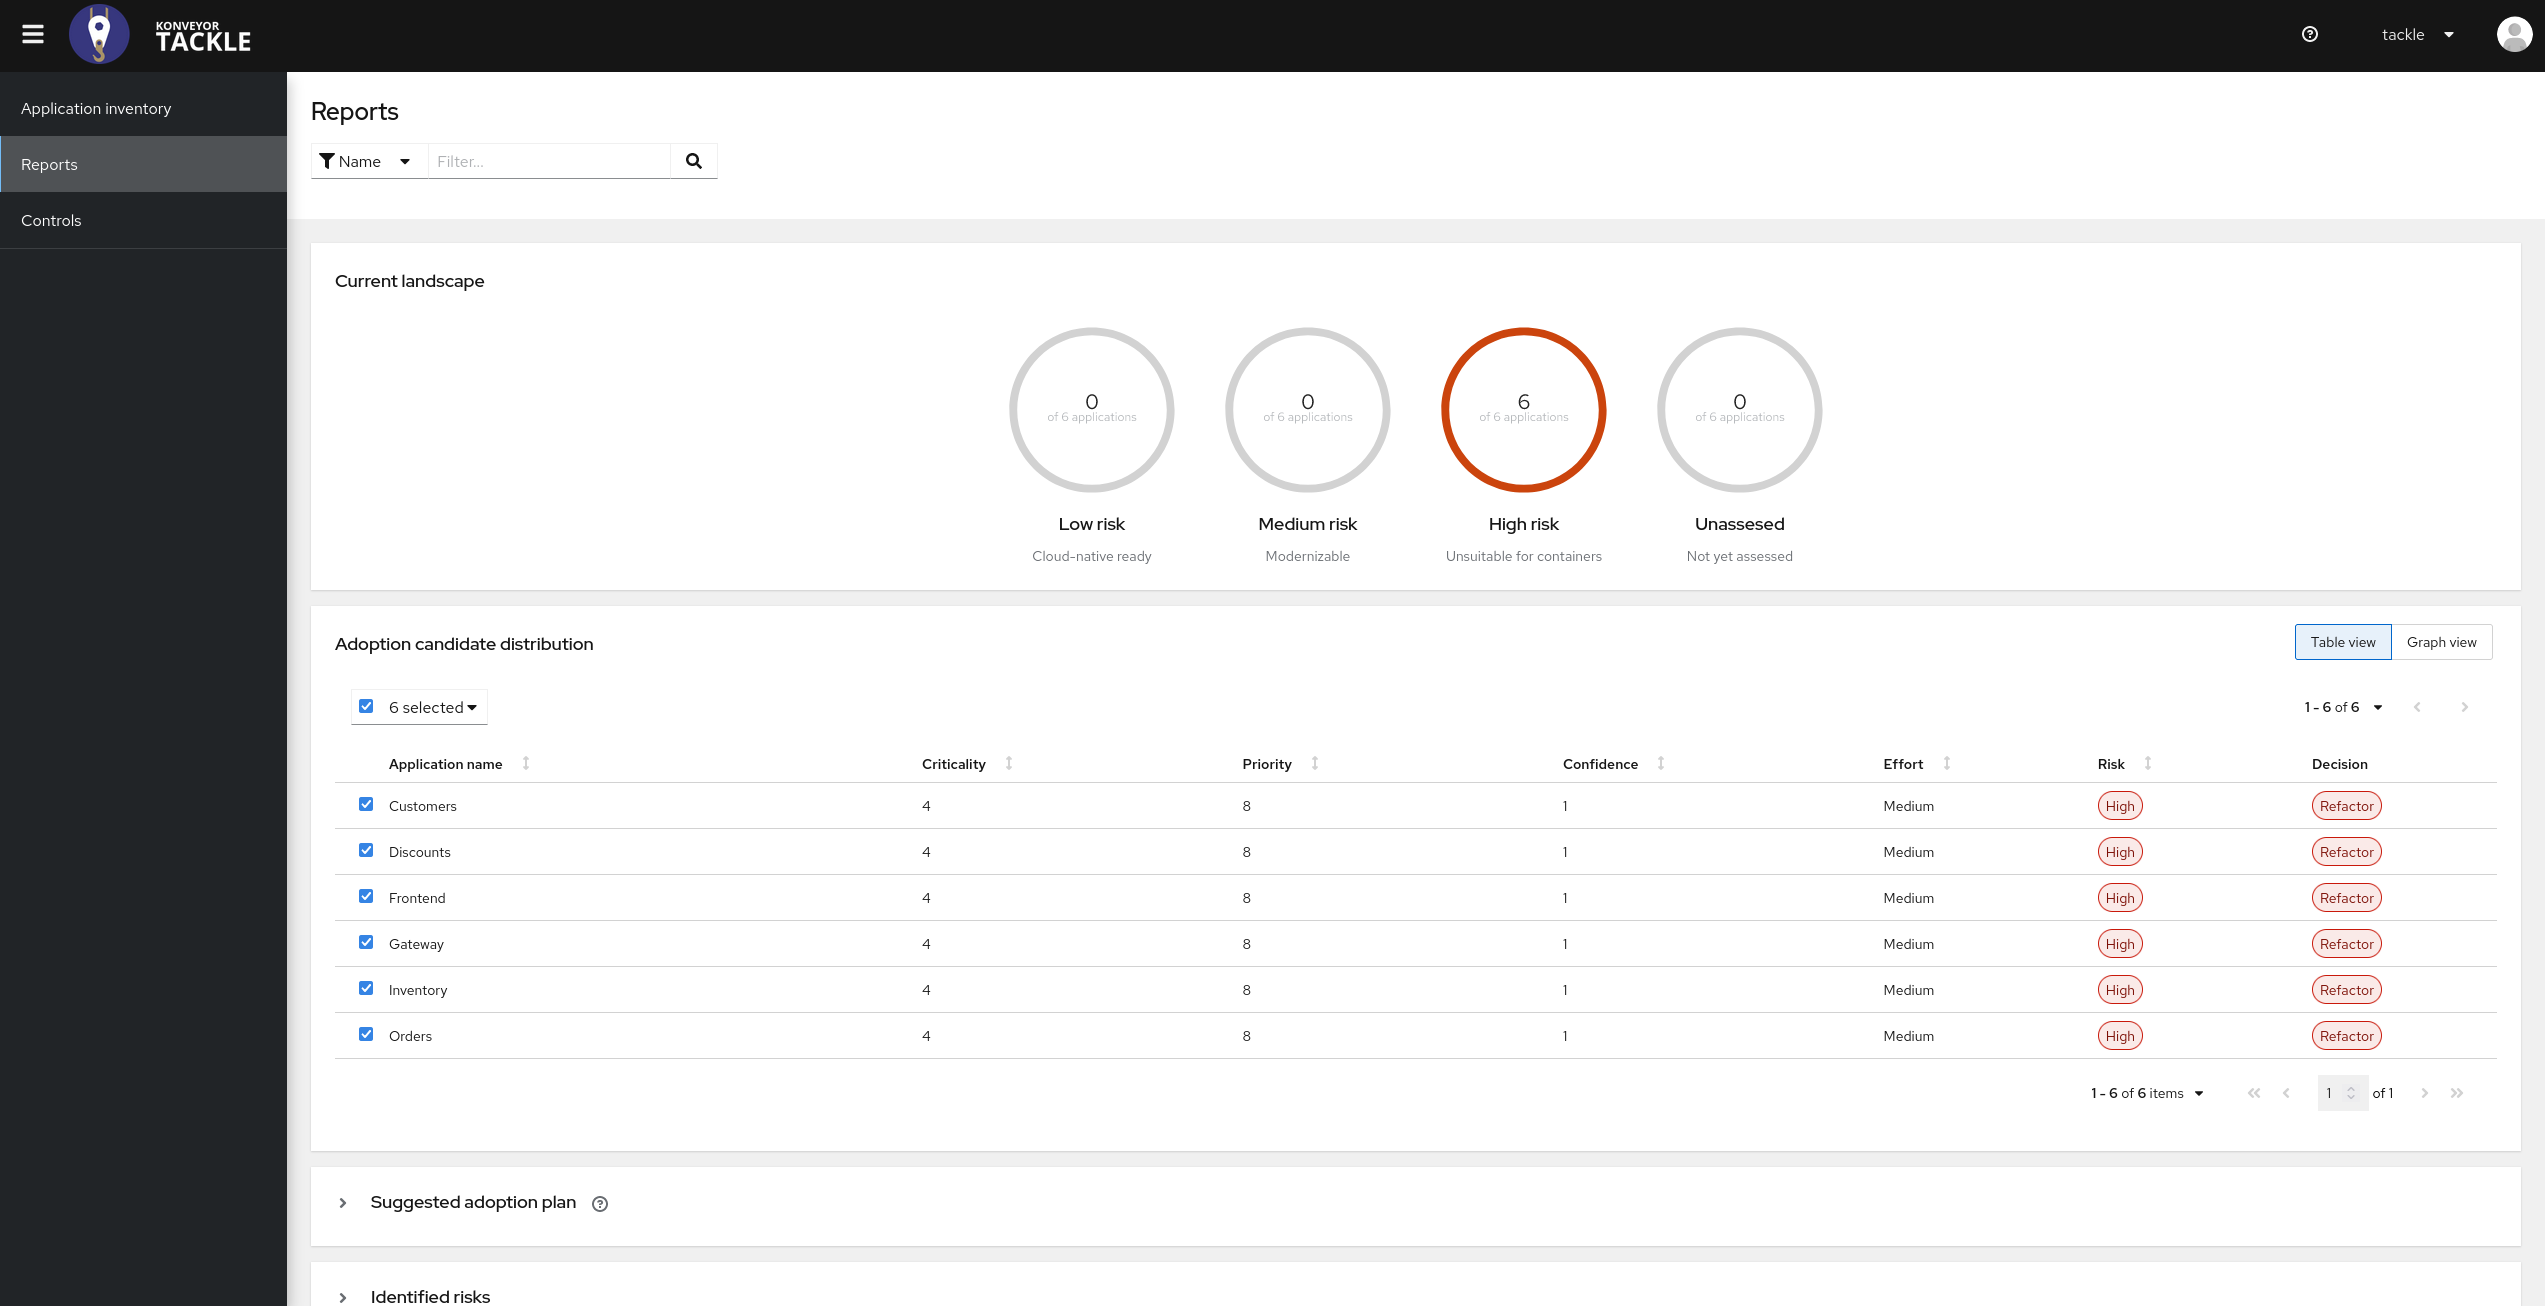 KONVEYOR
TACKLE
tackle
Application inventory
Reports
Controls
Reports
Name Filter...
Current landscape
0 0 6 0
of 6 applications of 6 applications of 6 applications of 6 applications
Low risk Medium risk High risk Unassesed
Cloud-native ready Modernizable Unsuitable for containers Not yet assessed
Adoption candidate distribution Table view Graph view
6 selected 1 - 6 of 6
Application name Criticality Priority Confidence Effort Risk Decision
Customers 4 8 1 Medium High Refactor
Discounts 4 8 1 Medium High Refactor
Frontend 4 8 1 Medium High Refactor
Gateway 4 8 1 Medium High Refactor
Inventory 4 8 1 Medium High Refactor
Orders 4 8 1 Medium High Refactor
1 - 6 of 6 items 1 of 1
Suggested adoption plan
Identified risks